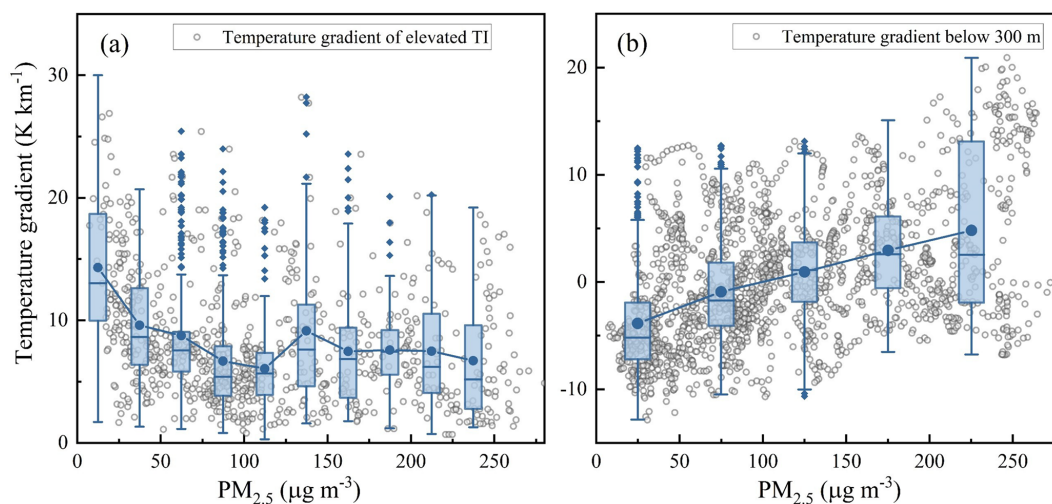 (a)
Temperature gradient of elevated TI
Temperature gradient (K km-1)
30
20
10
0
0
50
100
150
200
250
PM2.5 (μg m-3)
(b)
Temperature gradient below 300 m
20
10
0
-10
0
50
100
150
200
250
PM2.5 (μg m-3)